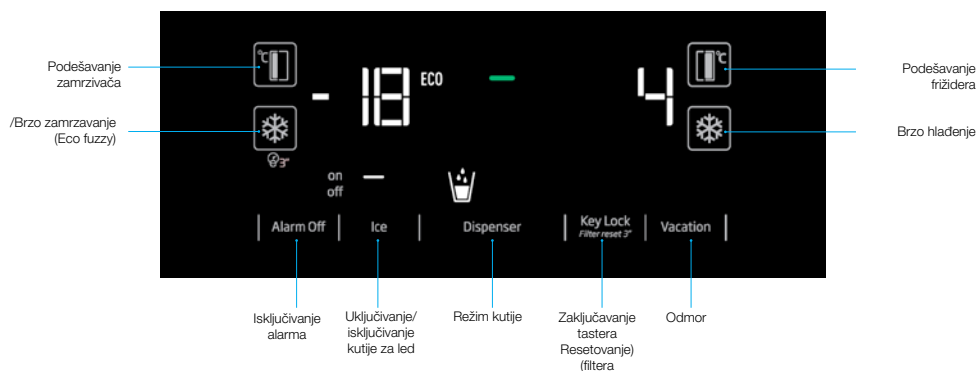 Podešavanje
zamrzivača
/Brzo zamrzavanje
(Eco fuzzy)
°C
- 18 ECO
4
°C
3"
on
off
Alarm Off | Ice | Dispenser | Key Lock | Vacation
Filter reset 3"
Podešavanje
frižidera
Brzo hlađenje
Isključivanje
alarma
Uključivanje/
isključivanje
kutije za led
Režim kutije
Zaključavanje
tastera
Resetovanje)
(filtera
Odmor